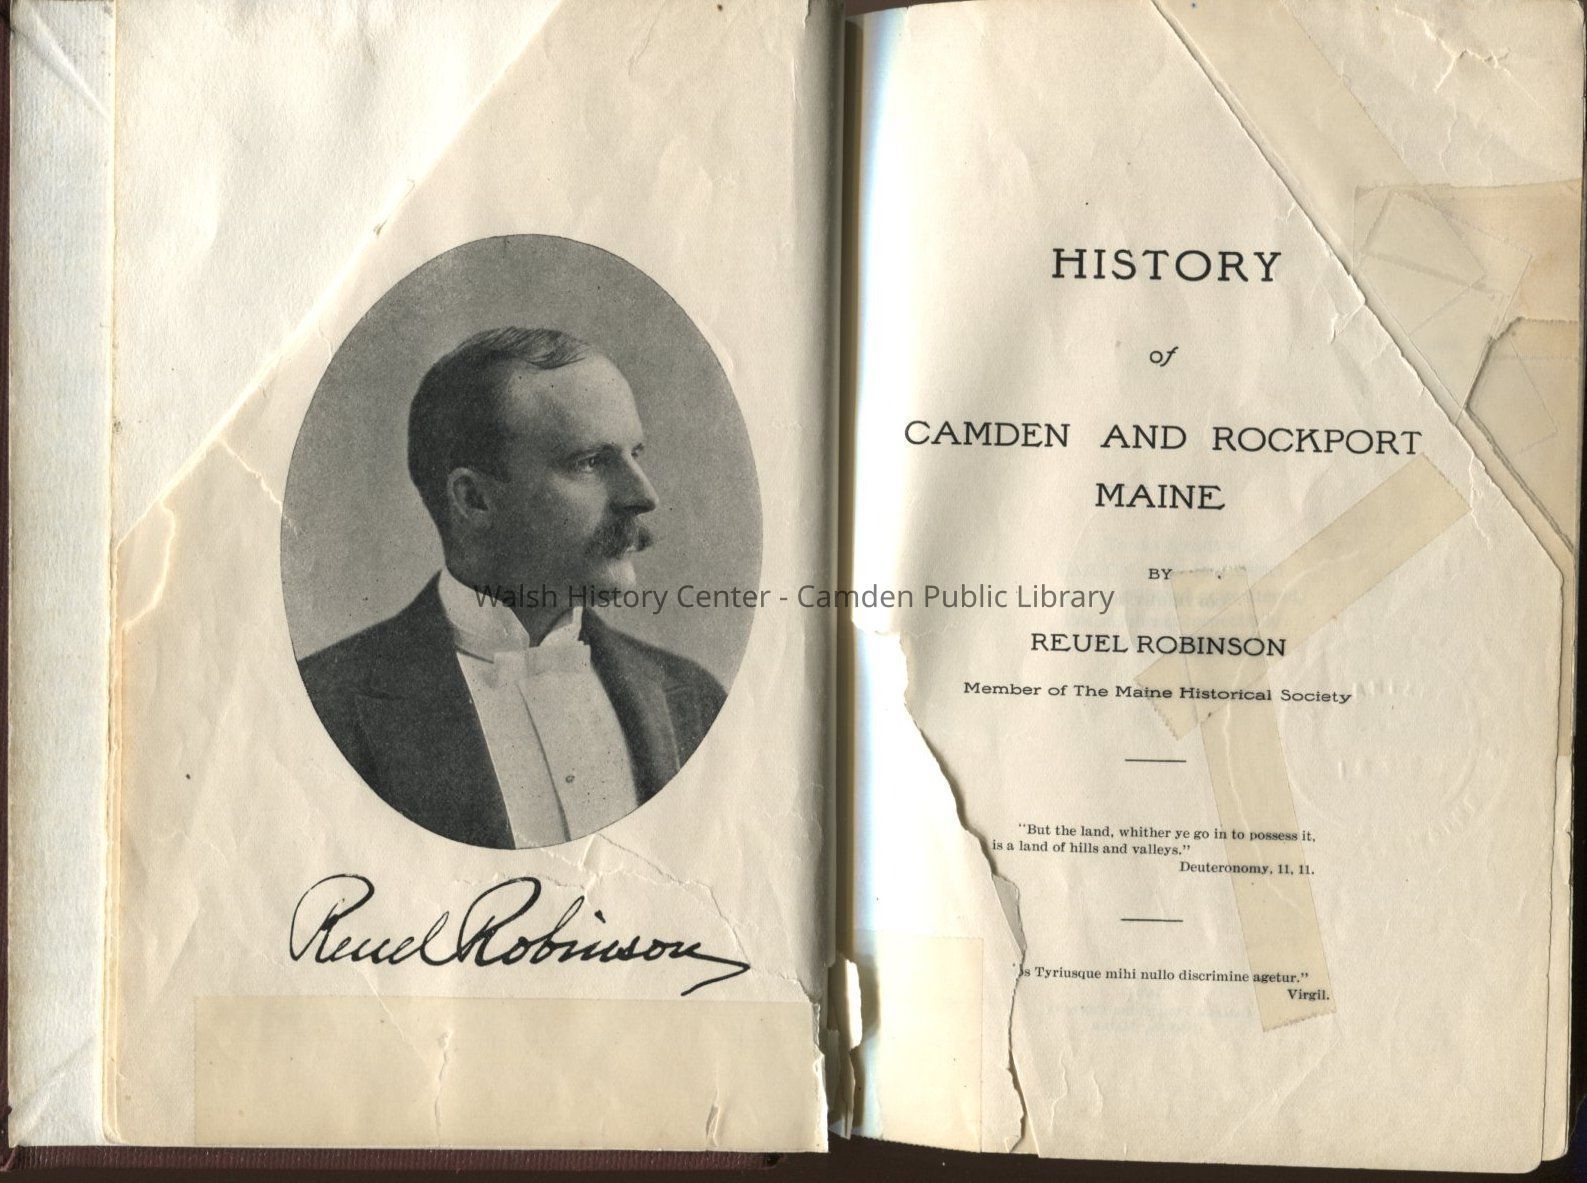 Reuel Robinson
HISTORY
of
CAMDEN AND ROCKPORT
MAINE
BY
REUEL ROBINSON
Member of The Maine Historical Society
"But the land, whither ye go in to possess it,
is a land of hills and valleys."
Deuteronomy, 11, 11.
Tyriusque mihi nullo discrimine agetur."
Virgil.
Walsh History Center - Camden Public Library